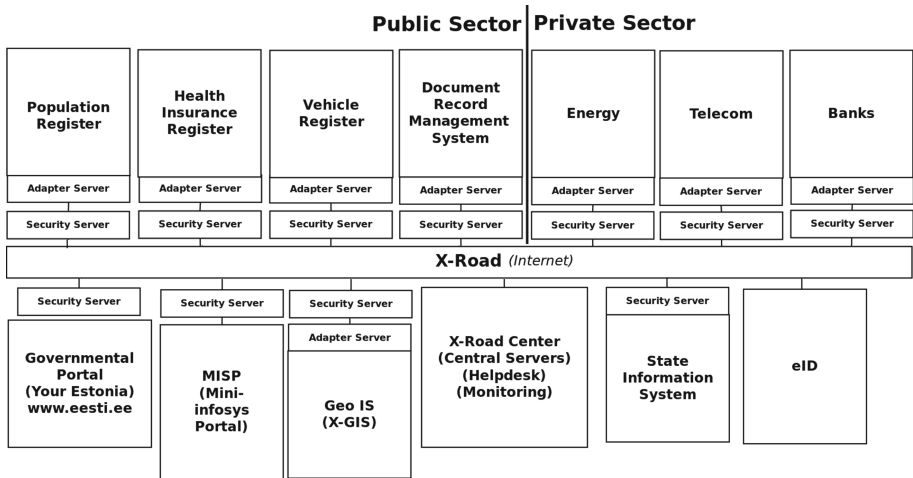 Public Sector Private Sector
Population
Register
Health
Insurance
Register
Vehicle
Register
Document
Record
Management
System
Energy
Telecom
Banks
Adapter Server
Adapter Server
Adapter Server
Adapter Server
Adapter Server
Adapter Server
Adapter Server
Security Server
Security Server
Security Server
Security Server
Security Server
Security Server
Security Server
X-Road (Internet)
Security Server
Governmental
Portal
(Your Estonia)
www.eesti.ee
Security Server
MISP
(Mini-
infosys
Portal)
Security Server
Adapter Server
Geo IS
(X-GIS)
X-Road Center
(Central Servers)
(Helpdesk)
(Monitoring)
Security Server
State
Information
System
eID